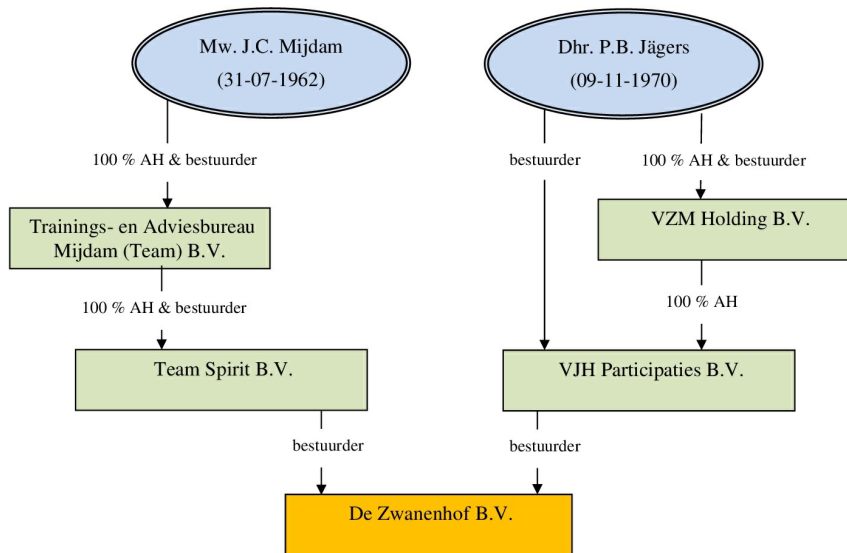 Mw. J.C. Mijdam
(31-07-1962)
Dhr. P.B. Jägers
(09-11-1970)
100 % AH & bestuurder
bestuurder
100 % AH & bestuurder
Trainings- en Adviesbureau
Mijdam (Team) B.V.
VZM Holding B.V.
100 % AH & bestuurder
100 % AH
Team Spirit B.V.
VJH Participaties B.V.
bestuurder
bestuurder
De Zwanenhof B.V.